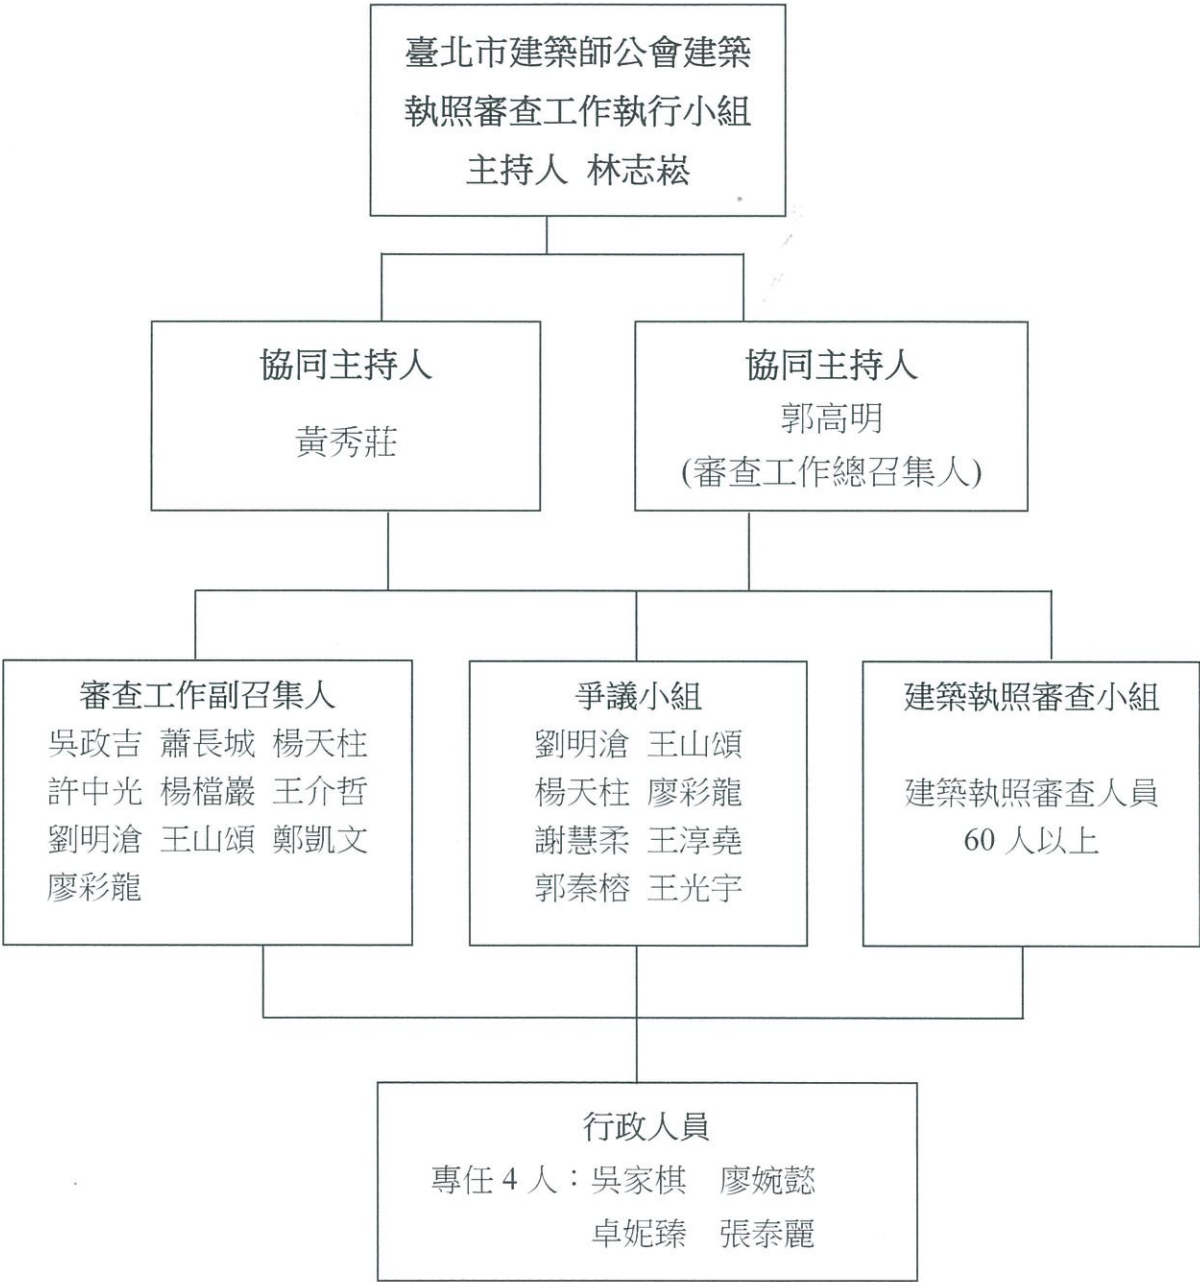 臺北市建築師公會建築
執照審查工作執行小組
主持人 林志崧
協同主持人
黃秀莊
協同主持人
郭高明
(審查工作總召集人)
審查工作副召集人
吳政吉 蕭長城 楊天柱
許中光 楊檔巖 王介哲
劉明滄 王山頌 鄭凱文
廖彩龍
爭議小組
劉明滄 王山頌
楊天柱 廖彩龍
謝慧柔 王淳堯
郭秦榕 王光宇
建築執照審查小組
建築執照審查人員
60 人以上
行政人員
專任 4 人：吳家棋 廖婉懿
卓妮臻 張泰麗